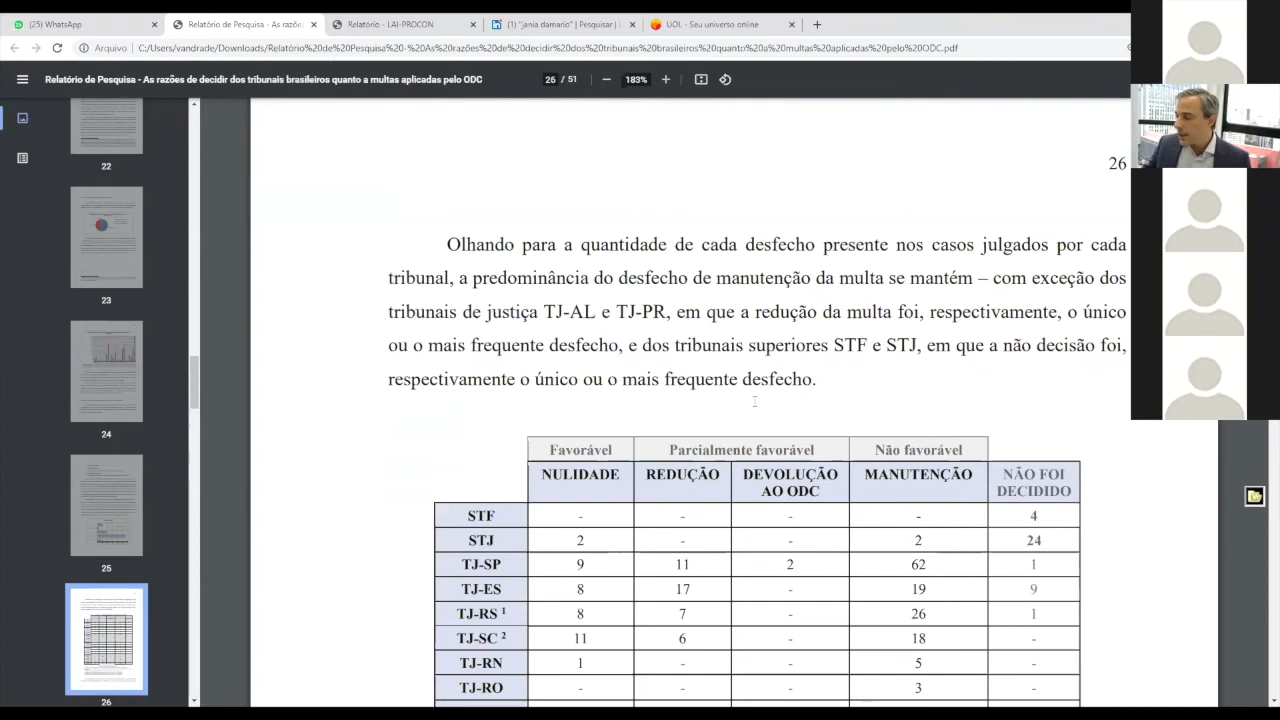 (25) WhatsApp
Relatório de Pesquisa - As razõe
Relatório - LAI-PROCON
(1) "jania damario" | Pesquisar | L
UOL - Seu universo online
Arquivo
C:/Users/vandrade/Downloads/Relatório%20de%20Pesquisa%20-%20As%20razões%20de%20decidir%20dos%20tribunais%20brasileiros%20quanto%20a%20multas%20aplicadas%20pelo%20ODC.pdf
Relatório de Pesquisa - As razões de decidir dos tribunais brasileiros quanto a multas aplicadas pelo ODC
26 / 51
183%
22
23
24
25
26
26
Olhando para a quantidade de cada desfecho presente nos casos julgados por cada
tribunal, a predominância do desfecho de manutenção da multa se mantém – com exceção dos
tribunais de justiça TJ-AL e TJ-PR, em que a redução da multa foi, respectivamente, o único
ou o mais frequente desfecho, e dos tribunais superiores STF e STJ, em que a não decisão foi,
respectivamente o único ou o mais frequente desfecho.
Favorável Parcialmente favorável Não favorável
NULIDADE REDUÇÃO DEVOLUÇÃO AO ODC MANUTENÇÃO NÃO FOI DECIDIDO
STF - - - - 4
STJ 2 - - 2 24
TJ-SP 9 11 2 62 1
TJ-ES 8 17 - 19 9
TJ-RS 1 8 7 - 26 1
TJ-SC 2 11 6 - 18 -
TJ-RN 1 - - 5 -
TJ-RO - - - 3 -